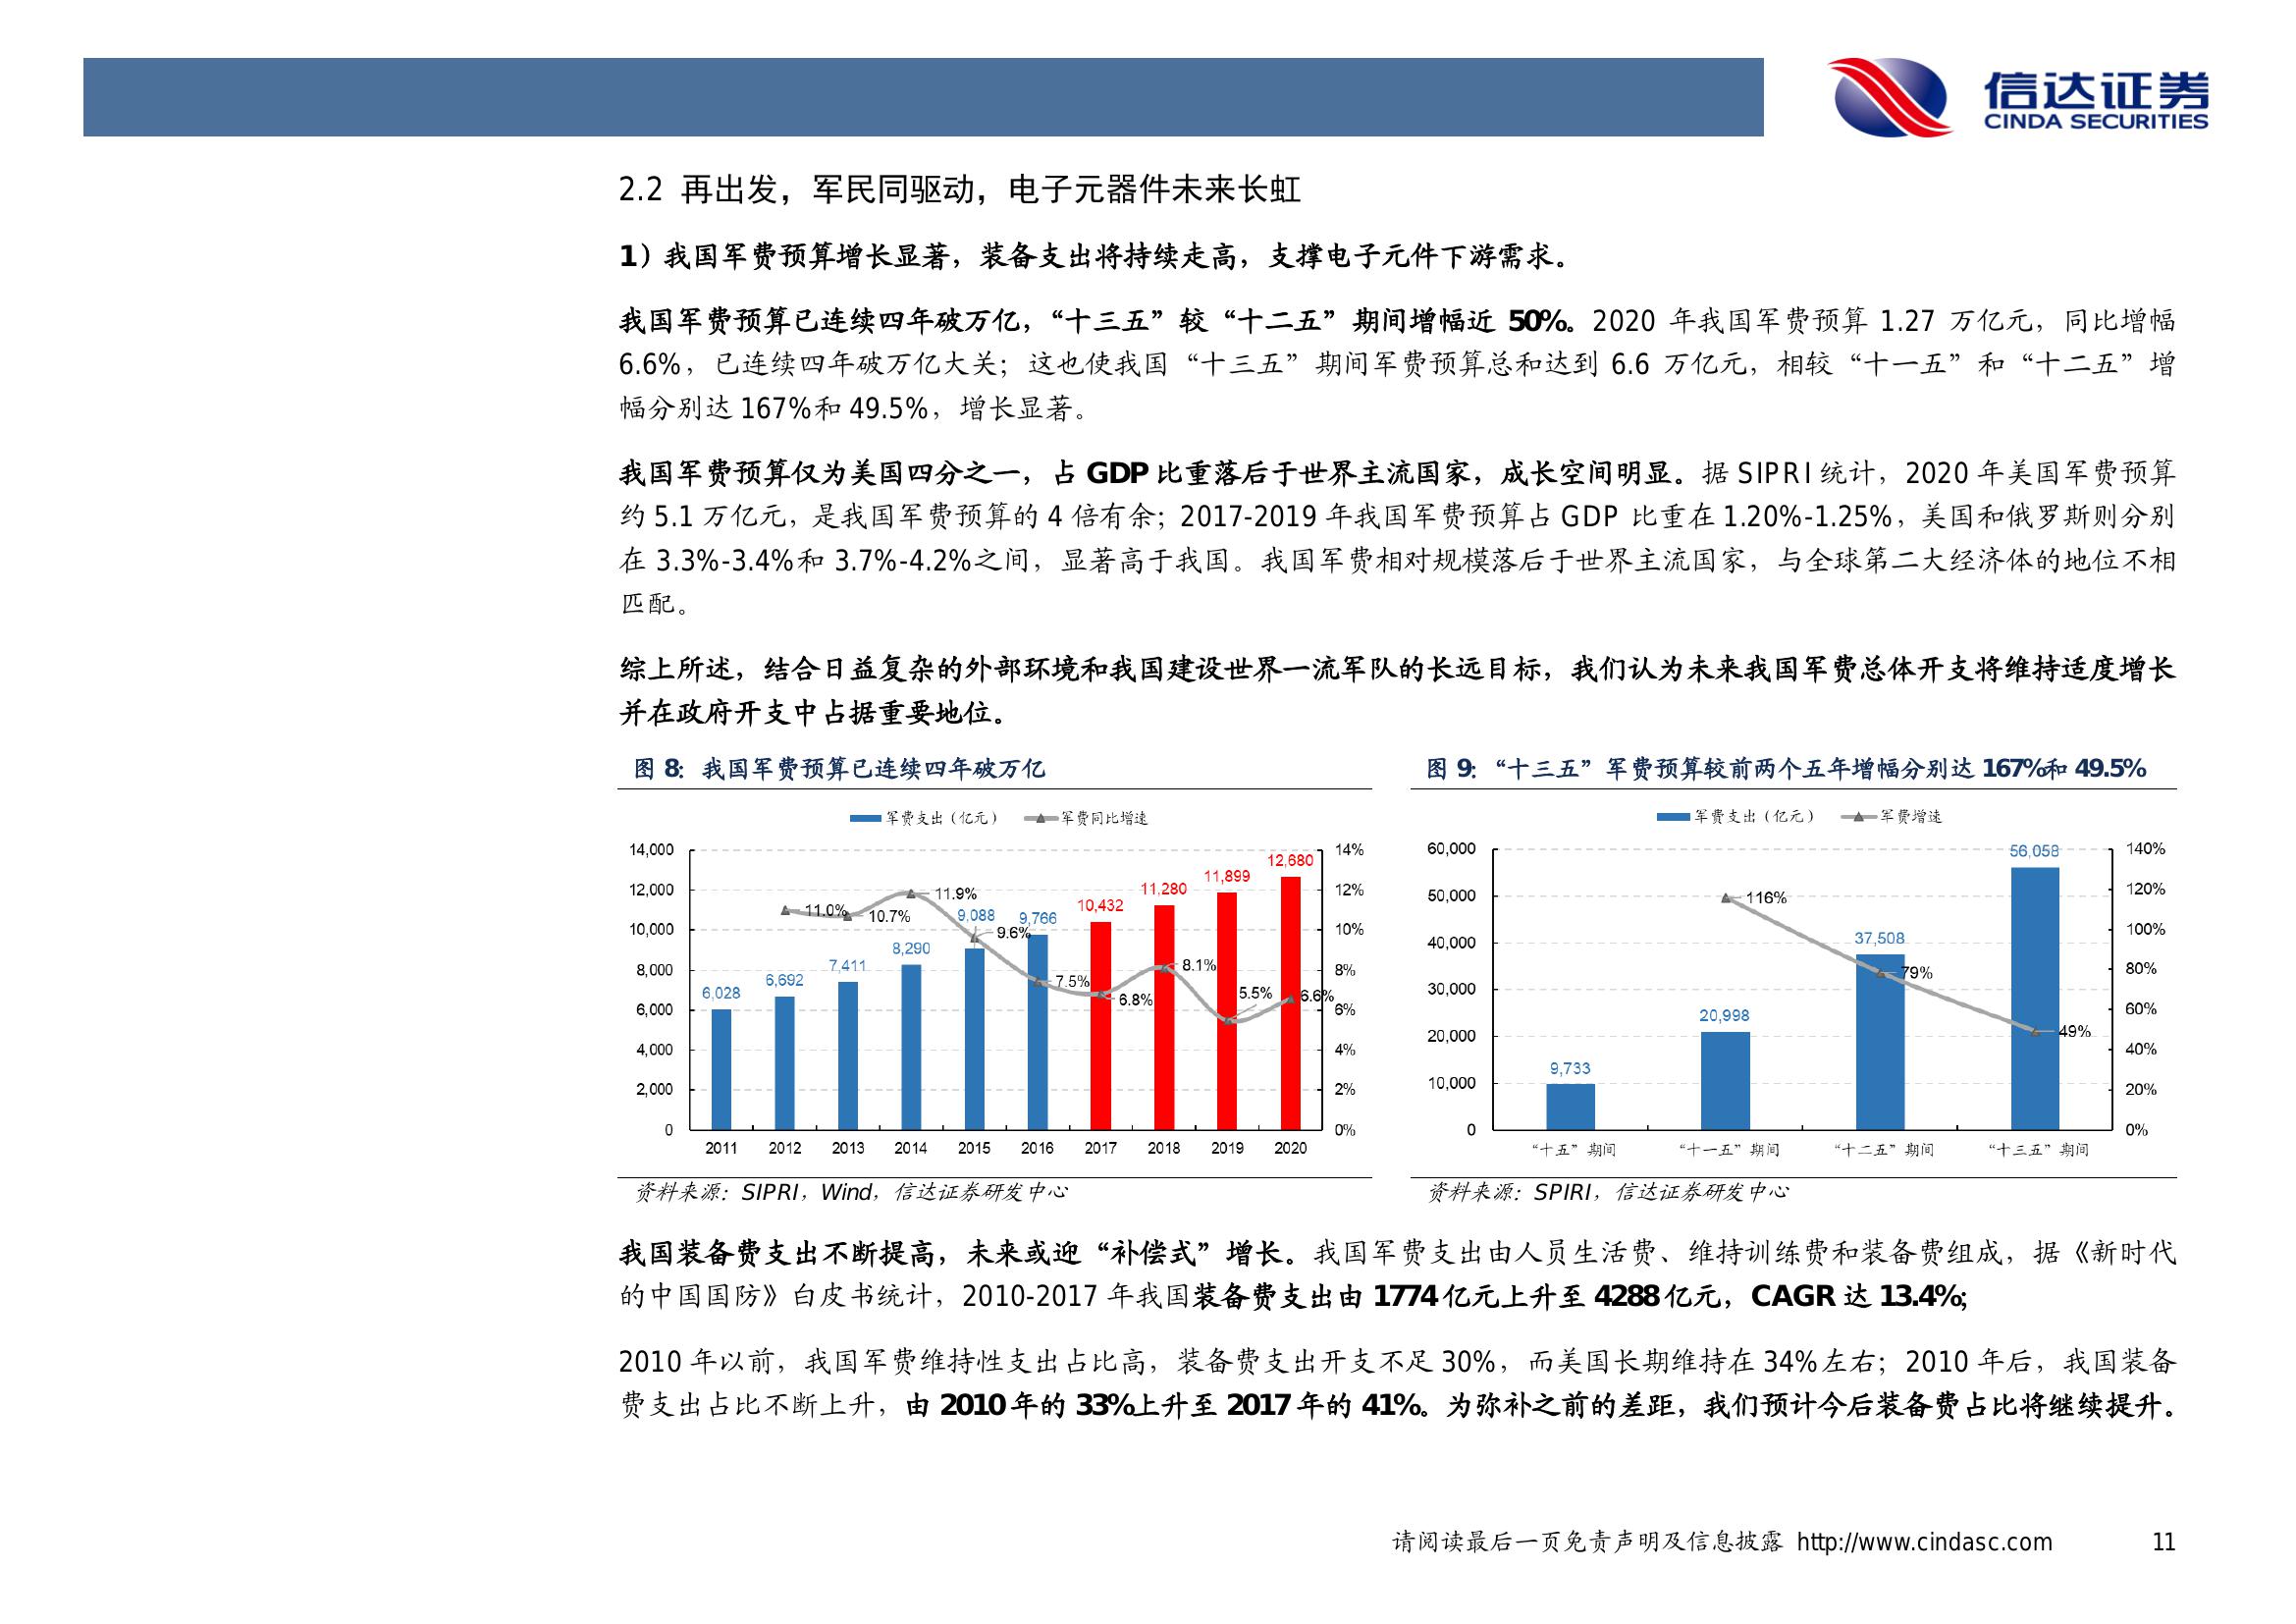 信达证券
CINDA SECURITIES
2.2 再出发，军民同驱动，电子元器件未来长虹
1）我国军费预算增长显著，装备支出将持续走高，支撑电子元件下游需求。
我国军费预算已连续四年破万亿，“十三五”较“十二五”期间增幅近 50%。2020 年我国军费预算 1.27 万亿元，同比增幅
6.6%，已连续四年破万亿大关；这也使我国“十三五”期间军费预算总和达到 6.6 万亿元，相较“十一五”和“十二五”增
幅分别达 167%和 49.5%，增长显著。
我国军费预算仅为美国四分之一，占 GDP 比重落后于世界主流国家，成长空间明显。据 SIPRI 统计，2020 年美国军费预算
约 5.1 万亿元，是我国军费预算的 4 倍有余；2017-2019 年我国军费预算占 GDP 比重在 1.20%-1.25%，美国和俄罗斯则分别
在 3.3%-3.4%和 3.7%-4.2%之间，显著高于我国。我国军费相对规模落后于世界主流国家，与全球第二大经济体的地位不相
匹配。
综上所述，结合日益复杂的外部环境和我国建设世界一流军队的长远目标，我们认为未来我国军费总体开支将维持适度增长
并在政府开支中占据重要地位。
图 8：我国军费预算已连续四年破万亿
军费支出（亿元） 军费同比增速
14,000
12,000
10,000
8,000
6,000
4,000
2,000
0
6,028
6,692
7,411
8,290
9,088
9,766
10,432
11,280
11,899
12,680
11.0%
10.7%
11.9%
9.6%
7.5%
6.8%
8.1%
5.5%
6.6%
14%
12%
10%
8%
6%
4%
2%
0%
2011 2012 2013 2014 2015 2016 2017 2018 2019 2020
资料来源：SIPRI，Wind，信达证券研发中心
图 9：“十三五”军费预算较前两个五年增幅分别达 167%和 49.5%
军费支出（亿元） 军费增速
60,000
50,000
40,000
30,000
20,000
10,000
0
9,733
20,998
37,508
56,058
116%
79%
49%
140%
120%
100%
80%
60%
40%
20%
0%
“十五”期间 “十一五”期间 “十二五”期间 “十三五”期间
资料来源：SPIRI，信达证券研发中心
我国装备费支出不断提高，未来或迎“补偿式”增长。我国军费支出由人员生活费、维持训练费和装备费组成，据《新时代
的中国国防》白皮书统计，2010-2017 年我国装备费支出由 1774 亿元上升至 4288 亿元，CAGR 达 13.4%;
2010 年以前，我国军费维持性支出占比高，装备费支出开支不足 30%，而美国长期维持在 34%左右；2010 年后，我国装备
费支出占比不断上升，由 2010 年的 33%上升至 2017 年的 41%。为弥补之前的差距，我们预计今后装备费占比将继续提升。
请阅读最后一页免责声明及信息披露 http://www.cindasc.com 11